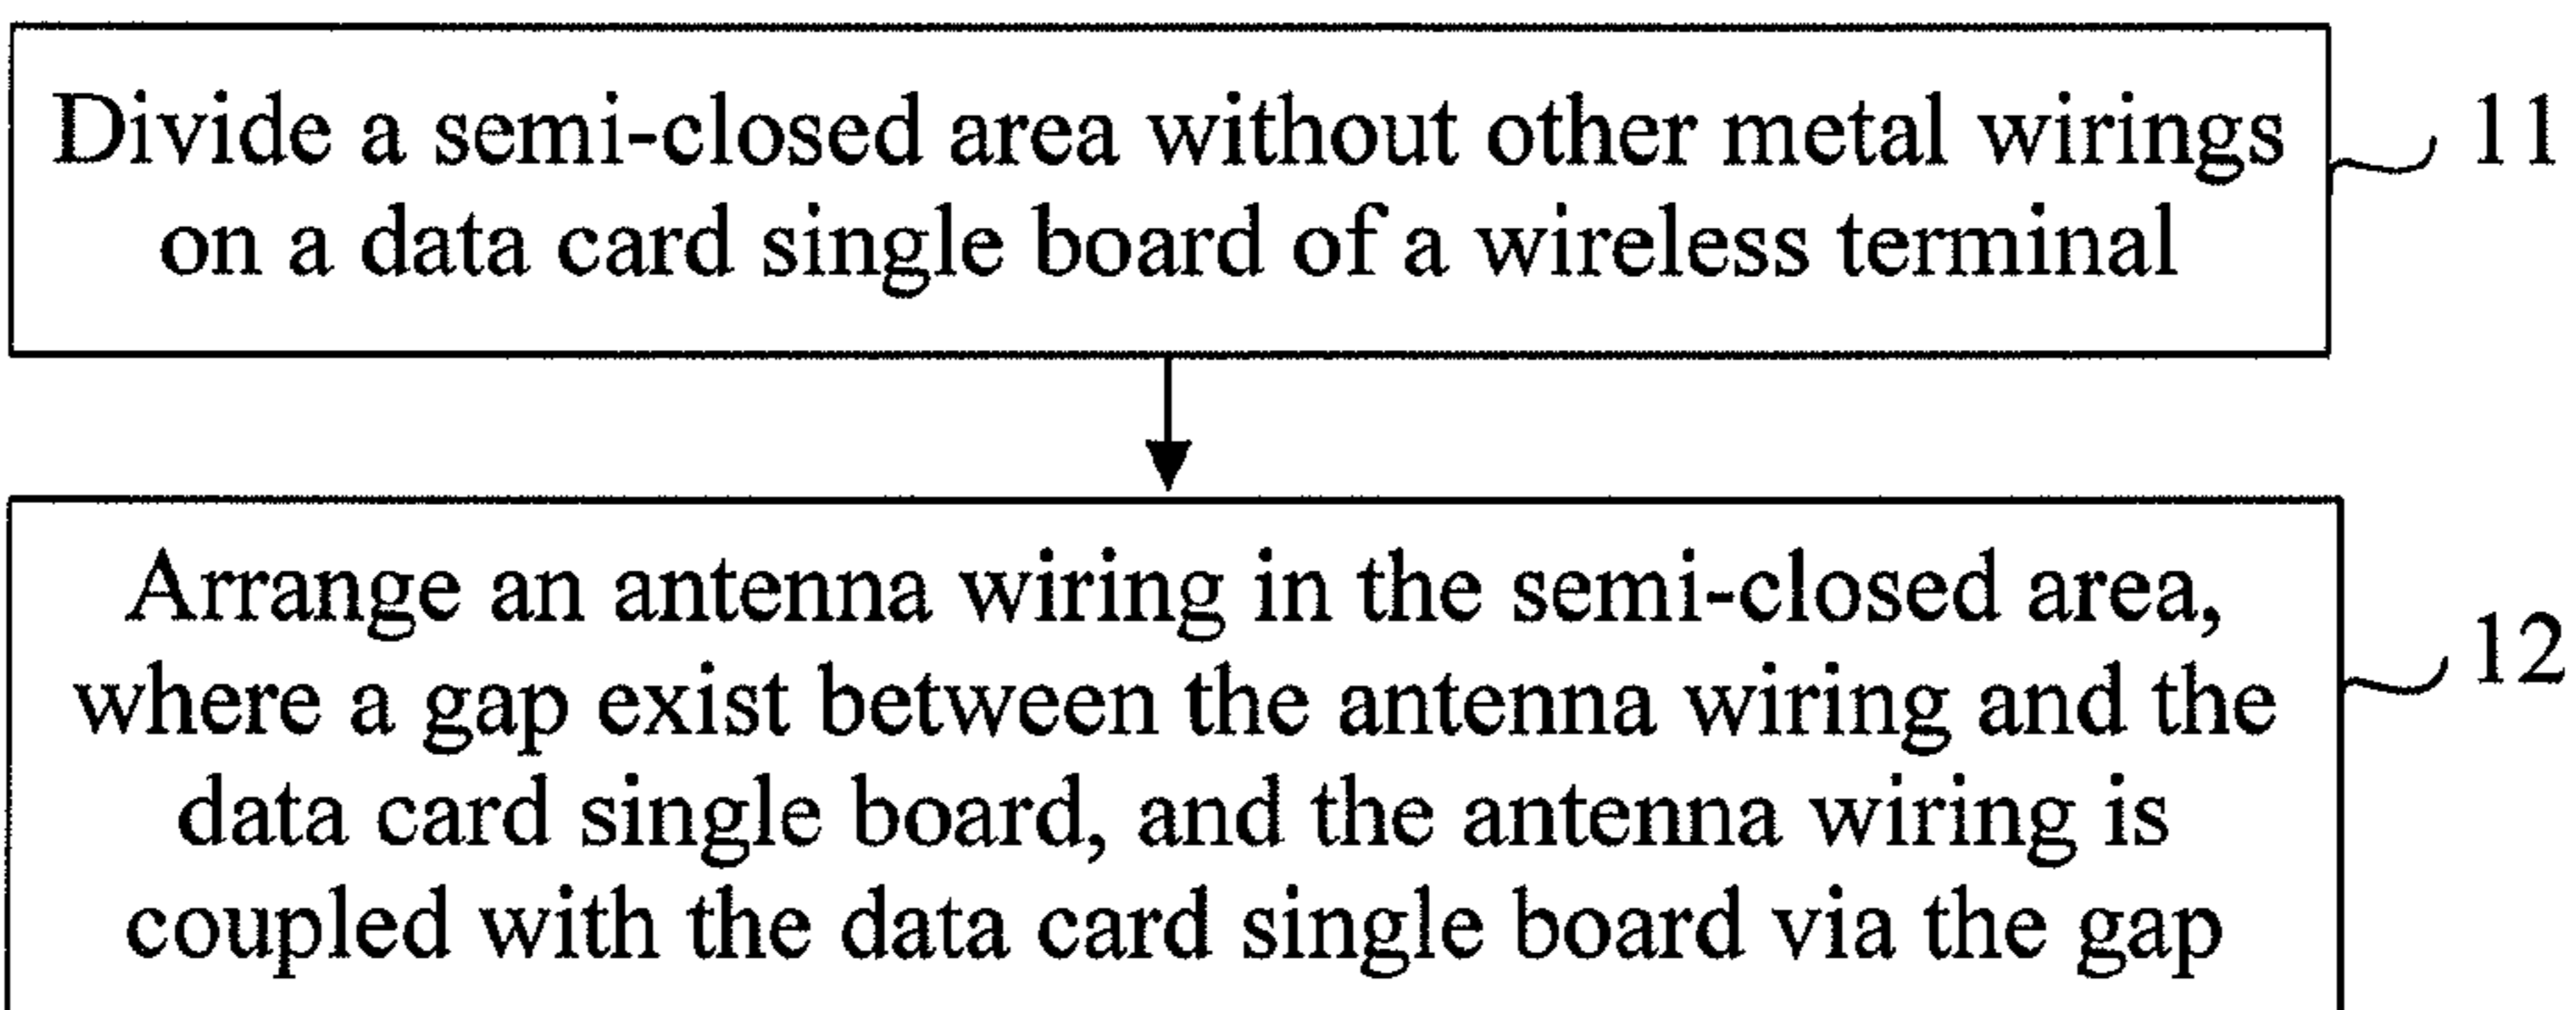 Divide a semi-closed area without other metal wirings
on a data card single board of a wireless terminal
11
Arrange an antenna wiring in the semi-closed area,
where a gap exist between the antenna wiring and the
data card single board, and the antenna wiring is
coupled with the data card single board via the gap
12